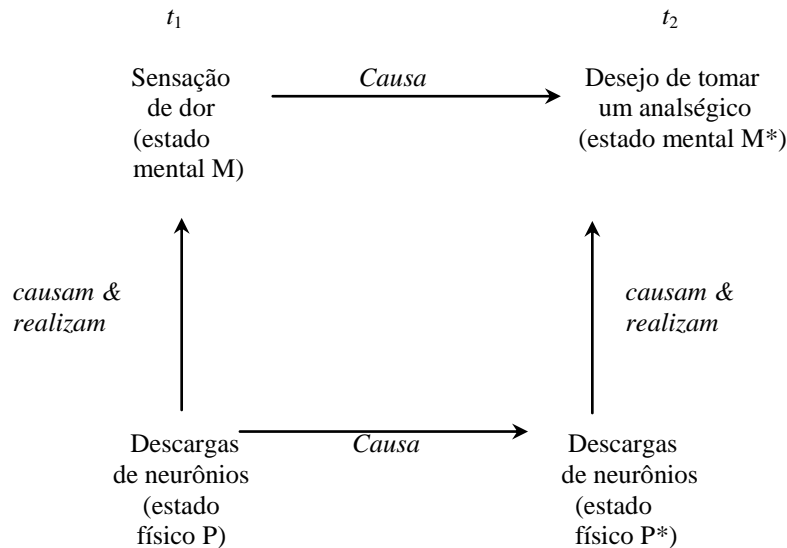 t1
t2
Sensação
de dor
(estado
mental M)
Causa
Desejo de tomar
um analségico
(estado mental M*)
causam &
realizam
causam &
realizam
Descargas
de neurônios
(estado
físico P)
Causa
Descargas
de neurônios
(estado
físico P*)